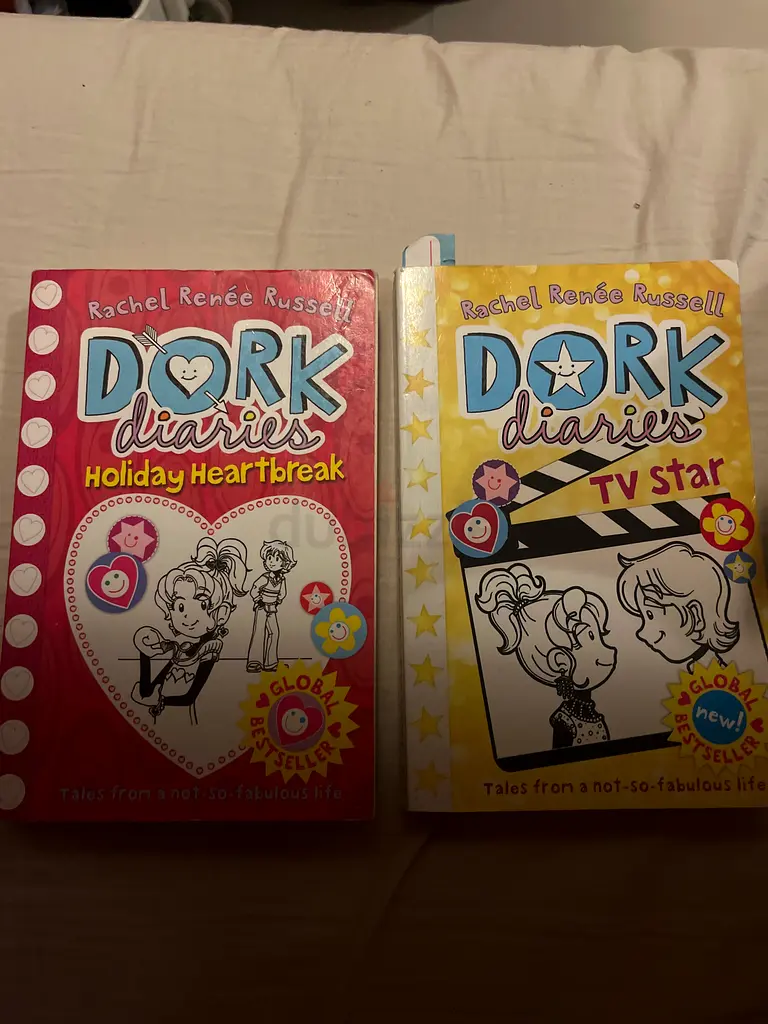 Rachel Renée Russell
DORK
diaries
Holiday Heartbreak
GLOBAL
BESTSELLER
Tales from a not-so-fabulous life
Rachel Renée Russell
DORK
diaries
TV Star
GLOBAL
new!
BESTSELLER
Tales from a not-so-fabulous life